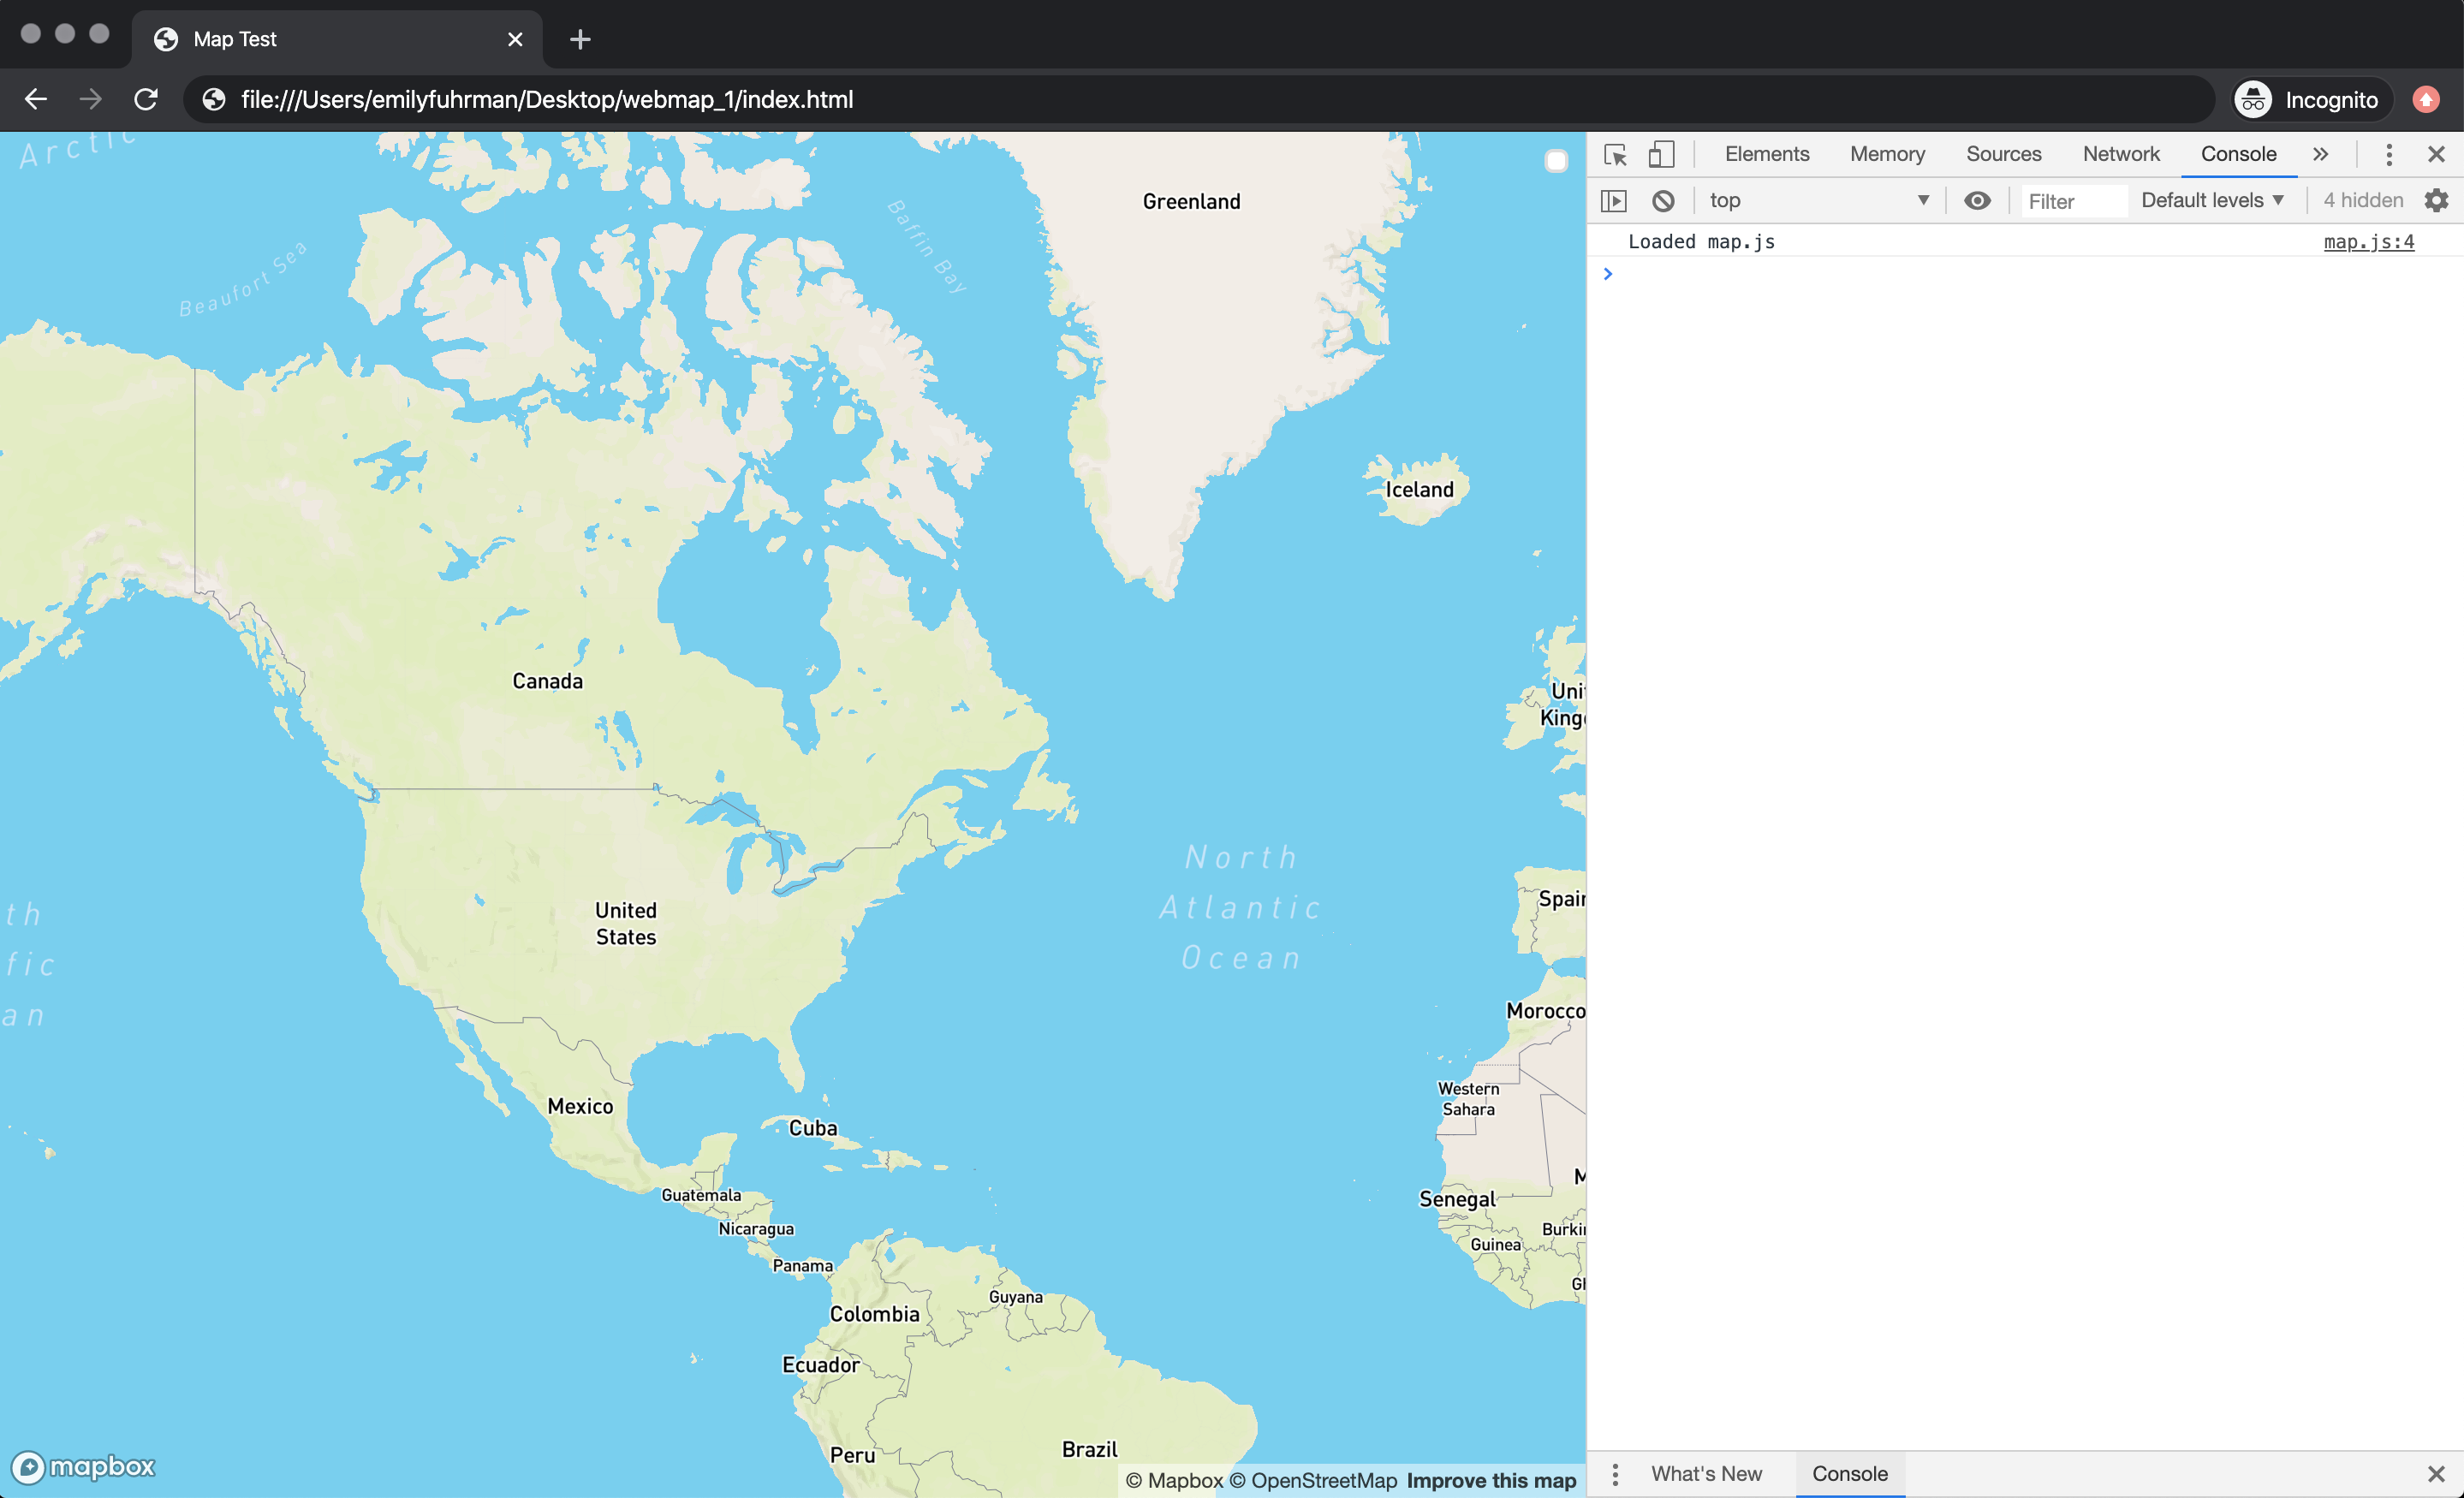 Map Test
file:///Users/emilyfuhrman/Desktop/webmap_1/index.html
Incognito
Elements Memory Sources Network Console
top Filter Default levels 4 hidden
Loaded map.js map.js:4
Arctic
Beaufort Sea
Baffin Bay
Greenland
Iceland
Canada
Unit
King
United
States
North
Atlantic
Ocean
th
fic
an
Spain
Morocco
Western
Sahara
Mexico
Cuba
M
Guatemala
Senegal
Nicaragua
Burki
Guinea
Panama
Guyana
Colombia
Ecuador
Brazil
Peru
mapbox
© Mapbox © OpenStreetMap Improve this map
What's New Console